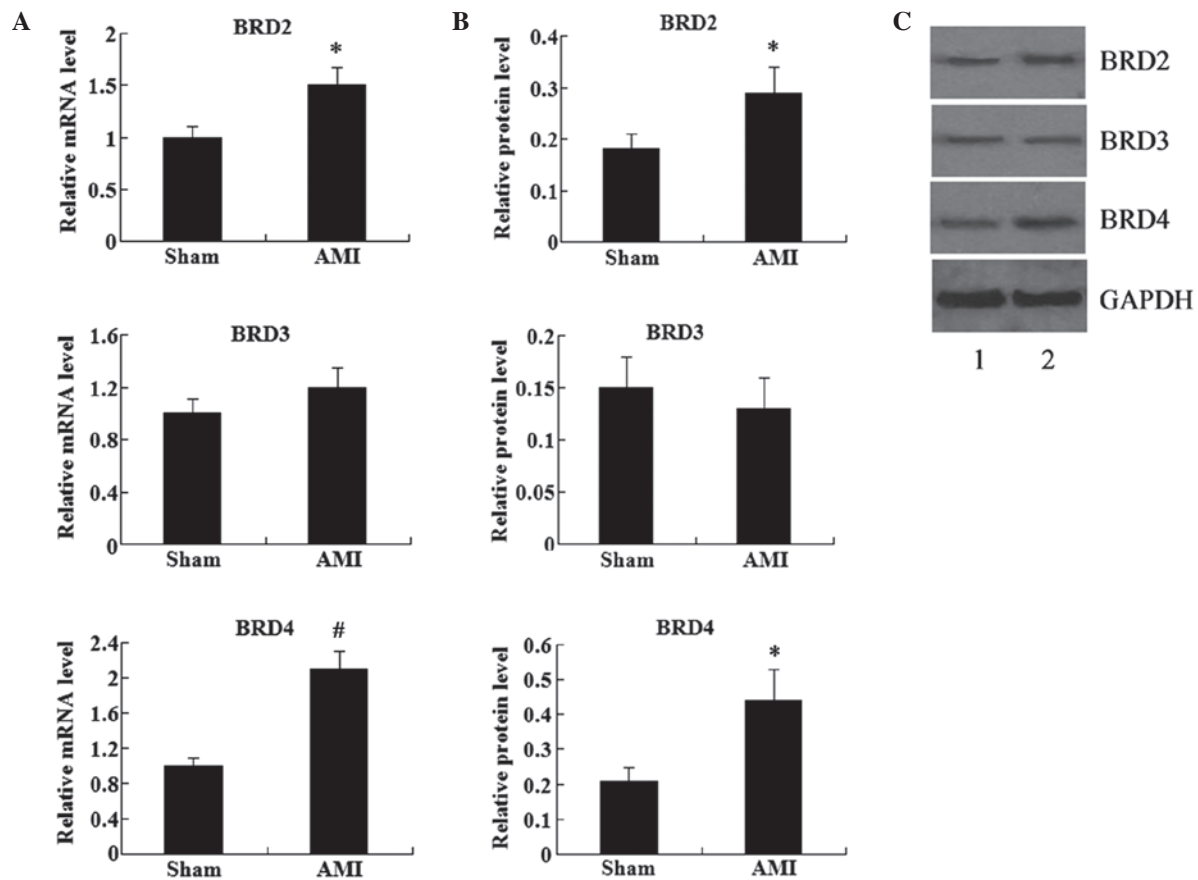 A
BRD2
Relative mRNA level
2
1.5
1
0.5
0
*
Sham AMI
BRD3
Relative mRNA level
1.6
1.2
0.8
0.4
0
Sham AMI
BRD4
Relative mRNA level
2.4
2
1.2
0.8
0.4
0
#
Sham AMI
B
BRD2
Relative protein level
0.4
0.3
0.2
0.1
0
*
Sham AMI
BRD3
Relative protein level
0.2
0.15
0.1
0.05
0
Sham AMI
BRD4
Relative protein level
0.6
0.5
0.4
0.3
0.2
0.1
0
*
Sham AMI
C
BRD2
BRD3
BRD4
GAPDH
1 2